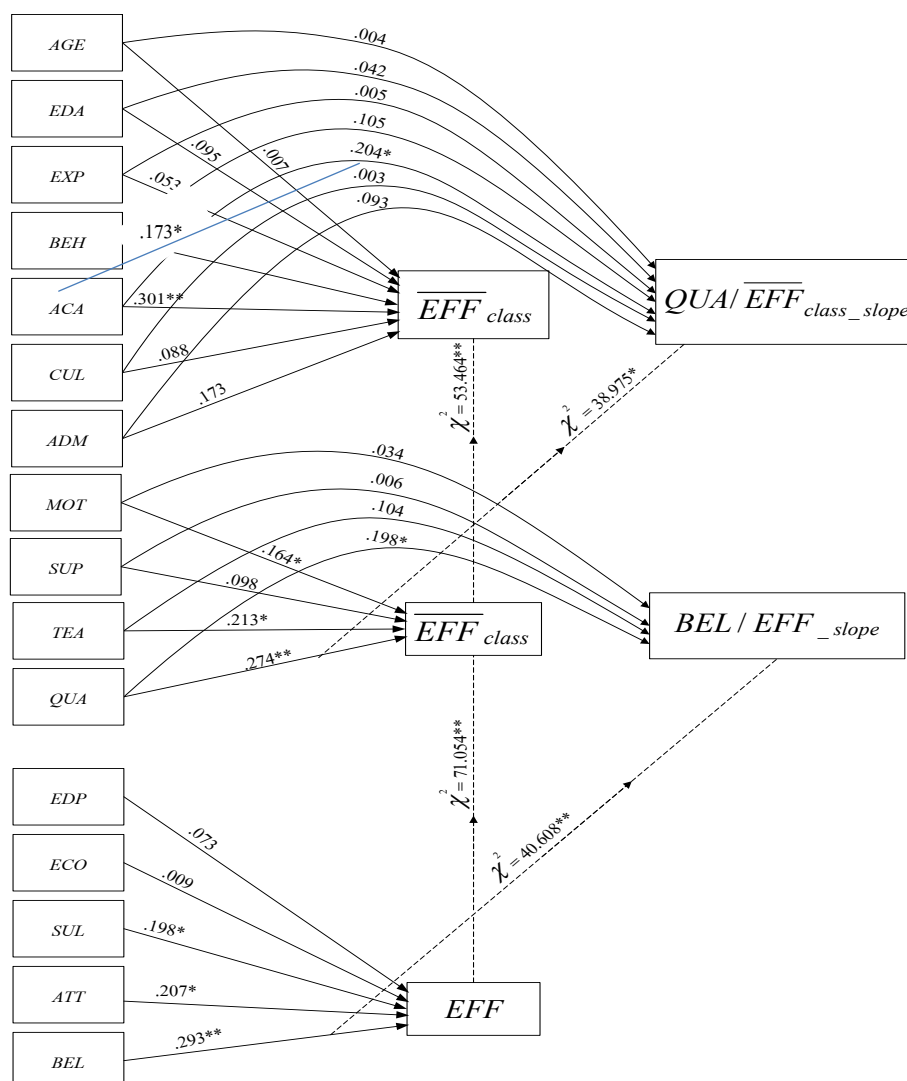 AGE
.004
EDA
.042
EXP
.005
.105
BEH
.204*
ACA
.003
CUL
.093
ADM
.007
.095
.053
.173*
.301**
.088
.173
EFF class
QUA/EFF class_slope
χ² = 53.464**
χ² = 38.975*
MOT
.034
SUP
.006
TEA
.104
QUA
.198*
.164*
.098
.213*
.274**
EFF class
BEL / EFF _slope
χ² = 71.054**
χ² = 40.608**
EDP
.073
ECO
.009
SUL
.198*
ATT
.207*
BEL
.293**
EFF